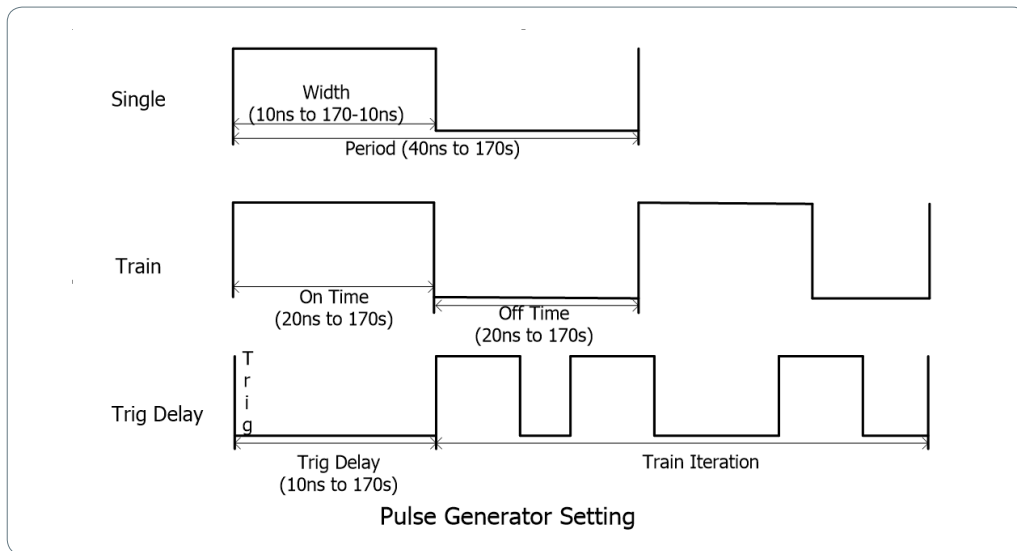 Single
Width
(10ns to 170-10ns)
Period (40ns to 170s)
Train
On Time
(20ns to 170s)
Off Time
(20ns to 170s)
Trig
Trig Delay
Trig Delay
(10ns to 170s)
Train Iteration
Pulse Generator Setting